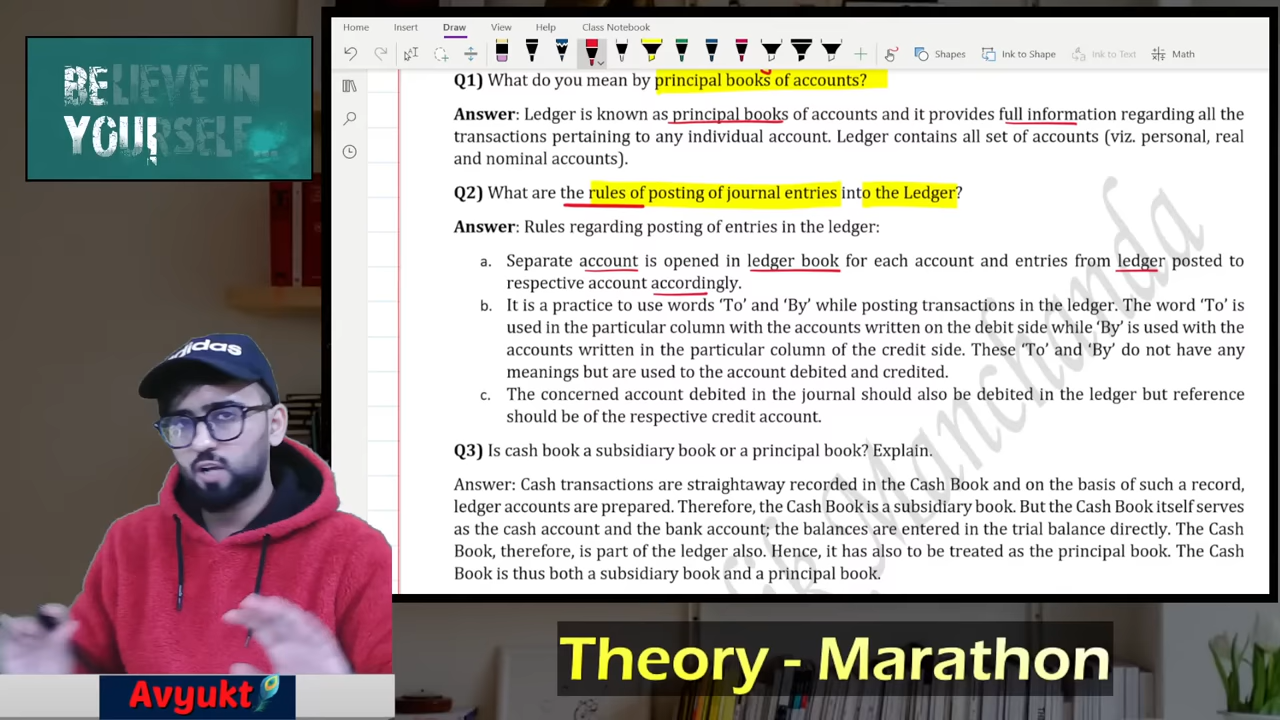 BELIEVE IN
YOURSELF
Home Insert Draw View Help Class Notebook
Shapes Ink to Shape Ink to Text Math
Q1) What do you mean by principal books of accounts?
Answer: Ledger is known as principal books of accounts and it provides full information regarding all the
transactions pertaining to any individual account. Ledger contains all set of accounts (viz. personal, real
and nominal accounts).
Q2) What are the rules of posting of journal entries into the Ledger?
Answer: Rules regarding posting of entries in the ledger:
a. Separate account is opened in ledger book for each account and entries from ledger posted to
respective account accordingly.
b. It is a practice to use words ‘To’ and ‘By’ while posting transactions in the ledger. The word ‘To’ is
used in the particular column with the accounts written on the debit side while ‘By’ is used with the
accounts written in the particular column of the credit side. These ‘To’ and ‘By’ do not have any
meanings but are used to the account debited and credited.
c. The concerned account debited in the journal should also be debited in the ledger but reference
should be of the respective credit account.
Q3) Is cash book a subsidiary book or a principal book? Explain.
Answer: Cash transactions are straightaway recorded in the Cash Book and on the basis of such a record,
ledger accounts are prepared. Therefore, the Cash Book is a subsidiary book. But the Cash Book itself serves
as the cash account and the bank account; the balances are entered in the trial balance directly. The Cash
Book, therefore, is part of the ledger also. Hence, it has also to be treated as the principal book. The Cash
Book is thus both a subsidiary book and a principal book.
Manchanda
adidas
Theory - Marathon
Avyukt